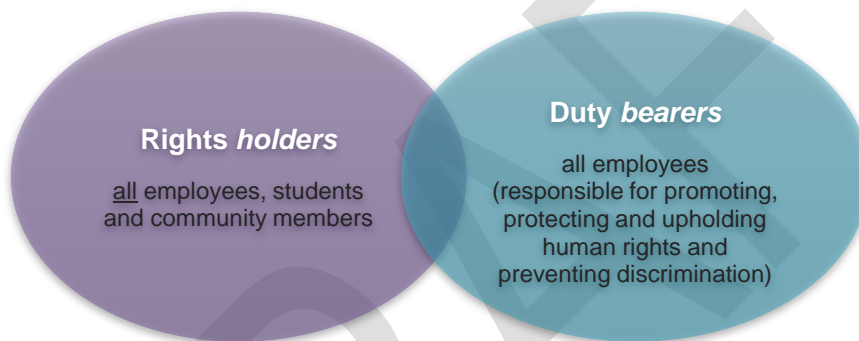 Rights holders
all employees, students
and community members
Duty bearers
all employees
(responsible for promoting,
protecting and upholding
human rights and
preventing discrimination)